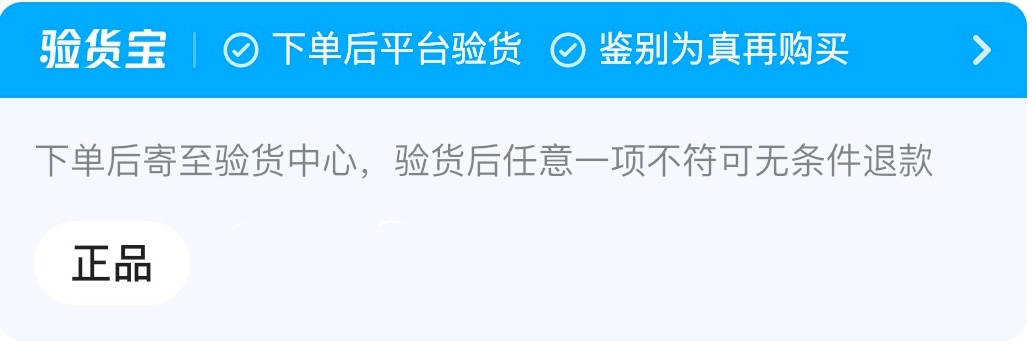 验货宝 下单后平台验货 鉴别为真再购买
下单后寄至验货中心，验货后任意一项不符可无条件退款
正品